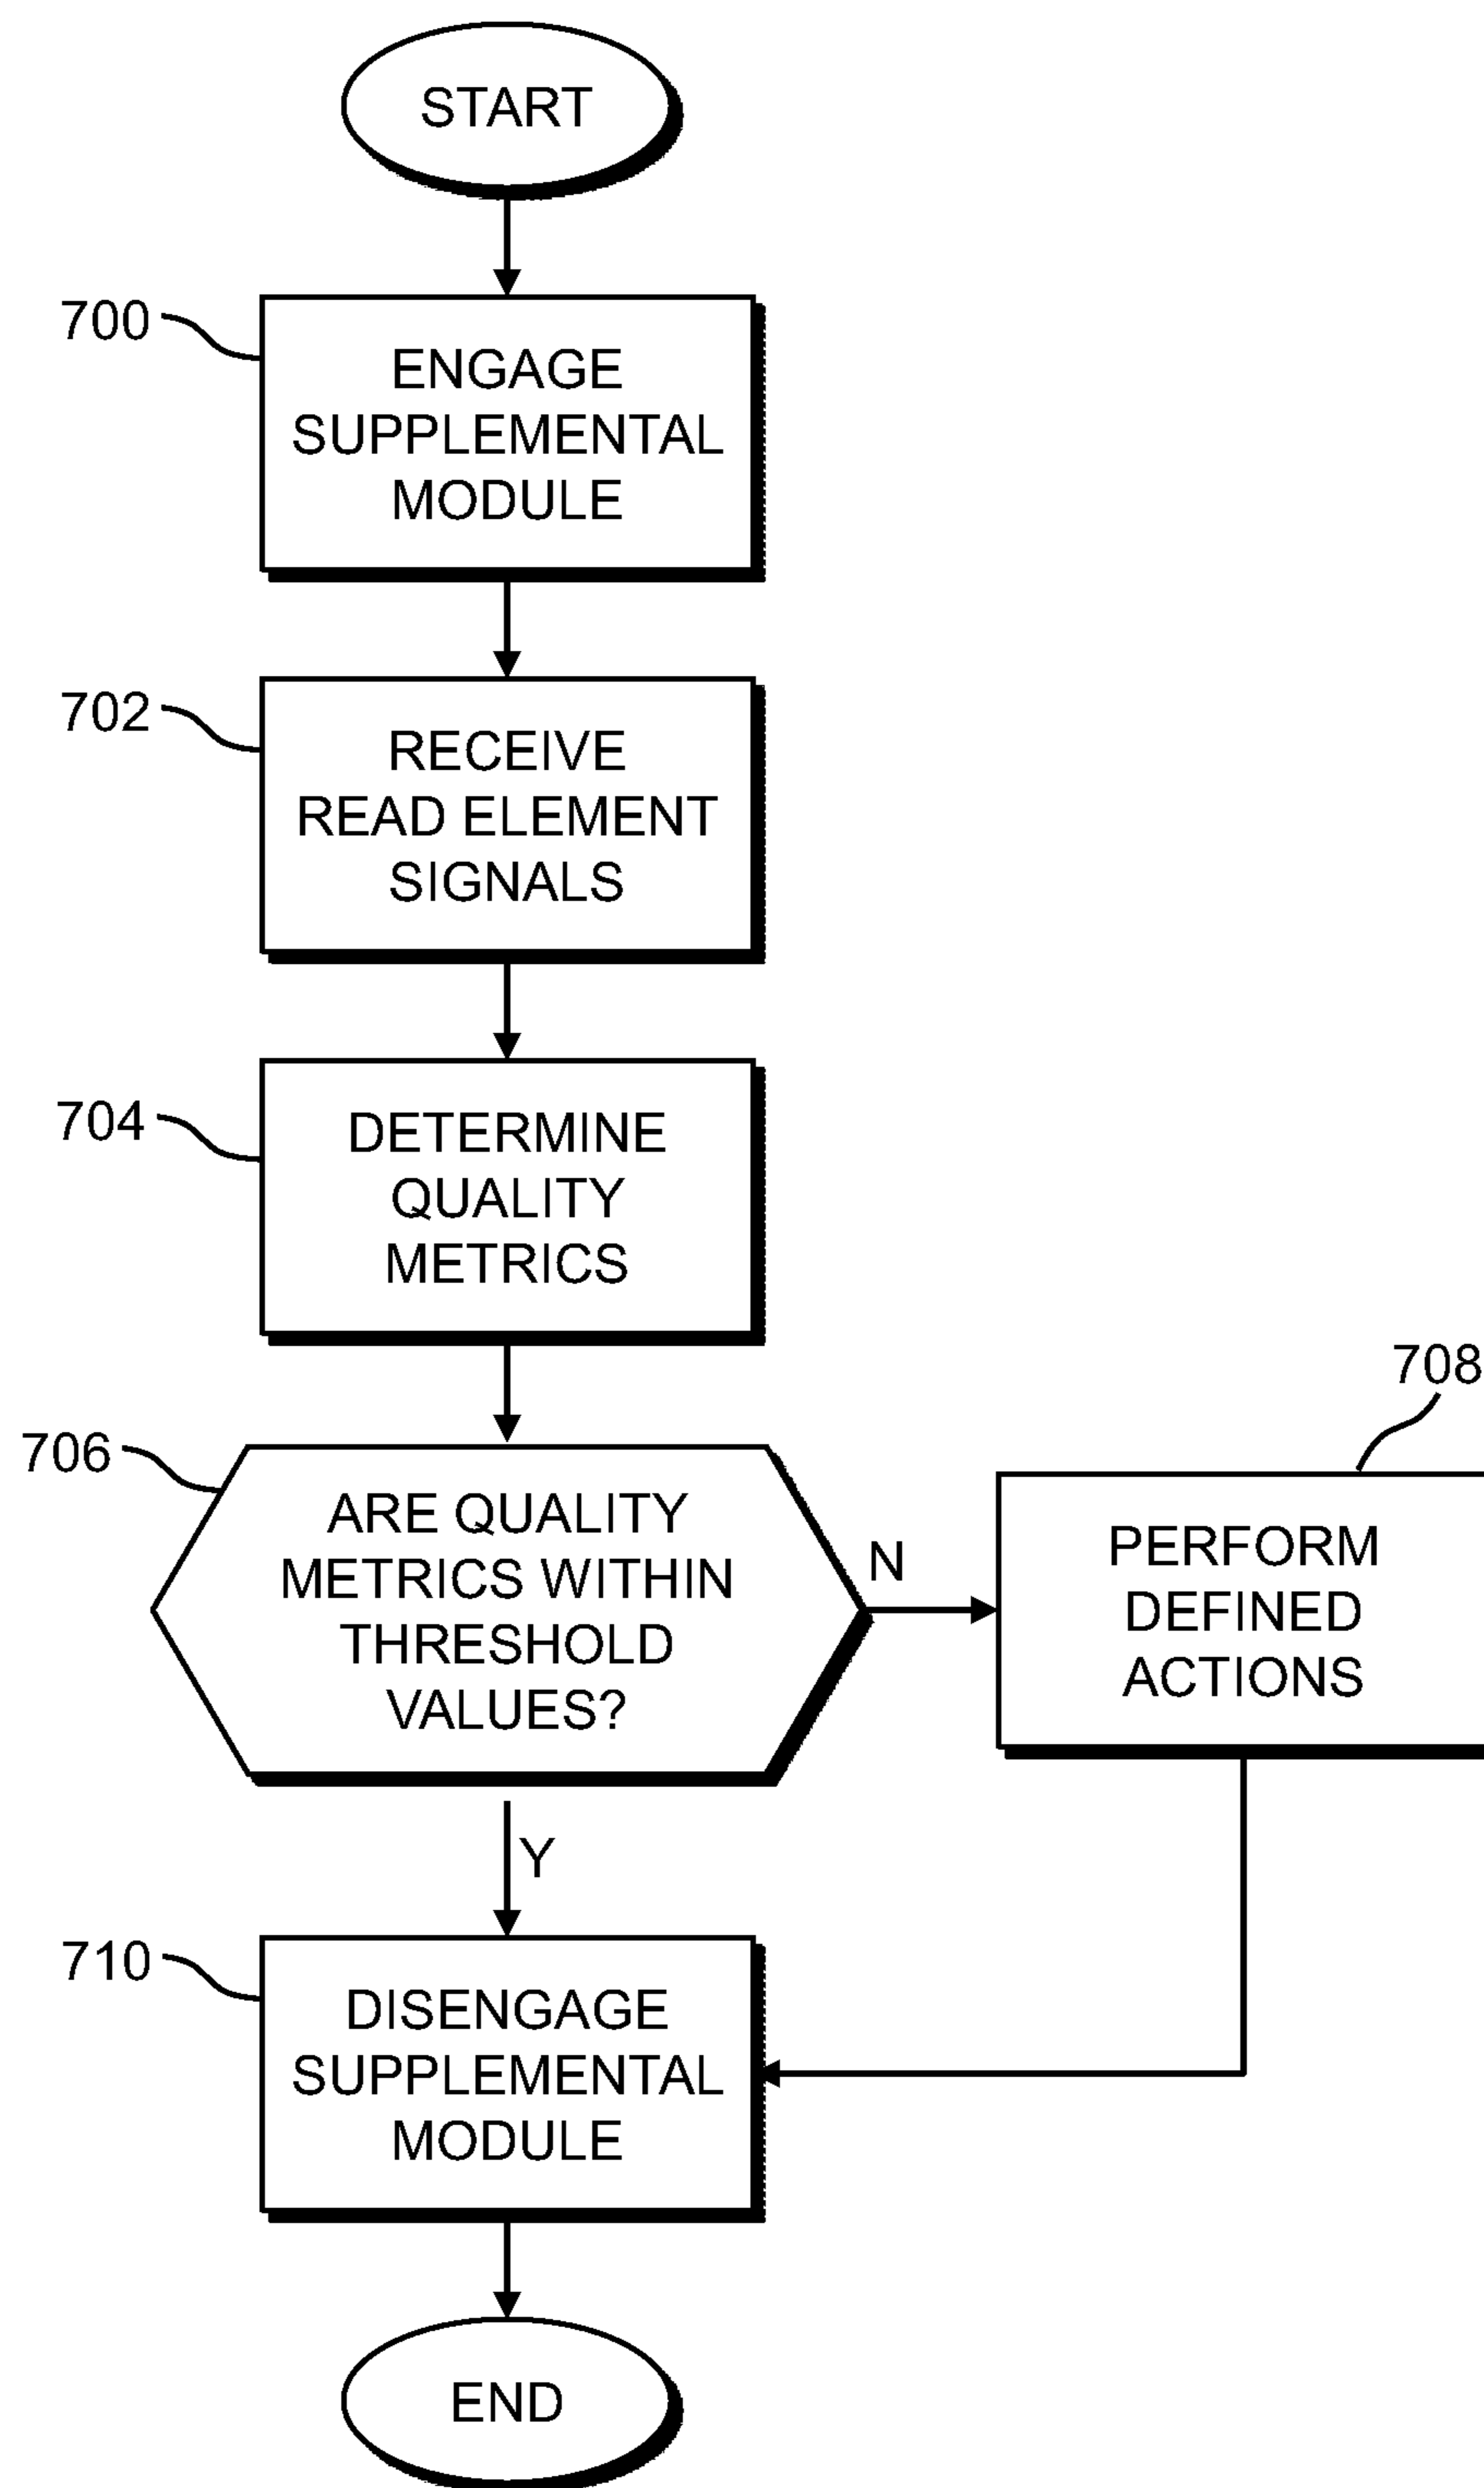 START
700
ENGAGE
SUPPLEMENTAL
MODULE
702
RECEIVE
READ ELEMENT
SIGNALS
704
DETERMINE
QUALITY
METRICS
706
ARE QUALITY
METRICS WITHIN
THRESHOLD
VALUES?
N
708
PERFORM
DEFINED
ACTIONS
Y
710
DISENGAGE
SUPPLEMENTAL
MODULE
END